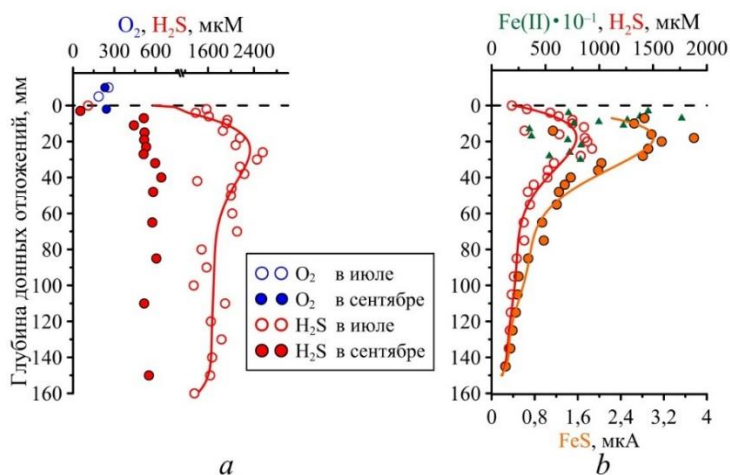 O₂, H₂S, мкМ
0 300 600 1600 2400
Глубина донных отложений, мм
0
20
40
60
80
100
120
140
160
O₂ в июле
O₂ в сентябре
H₂S в июле
H₂S в сентябре
a
Fe(II)•10⁻¹, H₂S, мкМ
0 500 1000 1500 2000
0
20
40
60
80
100
120
140
160
0 0,8 1,6 2,4 3,2 4
FeS, мкА
b